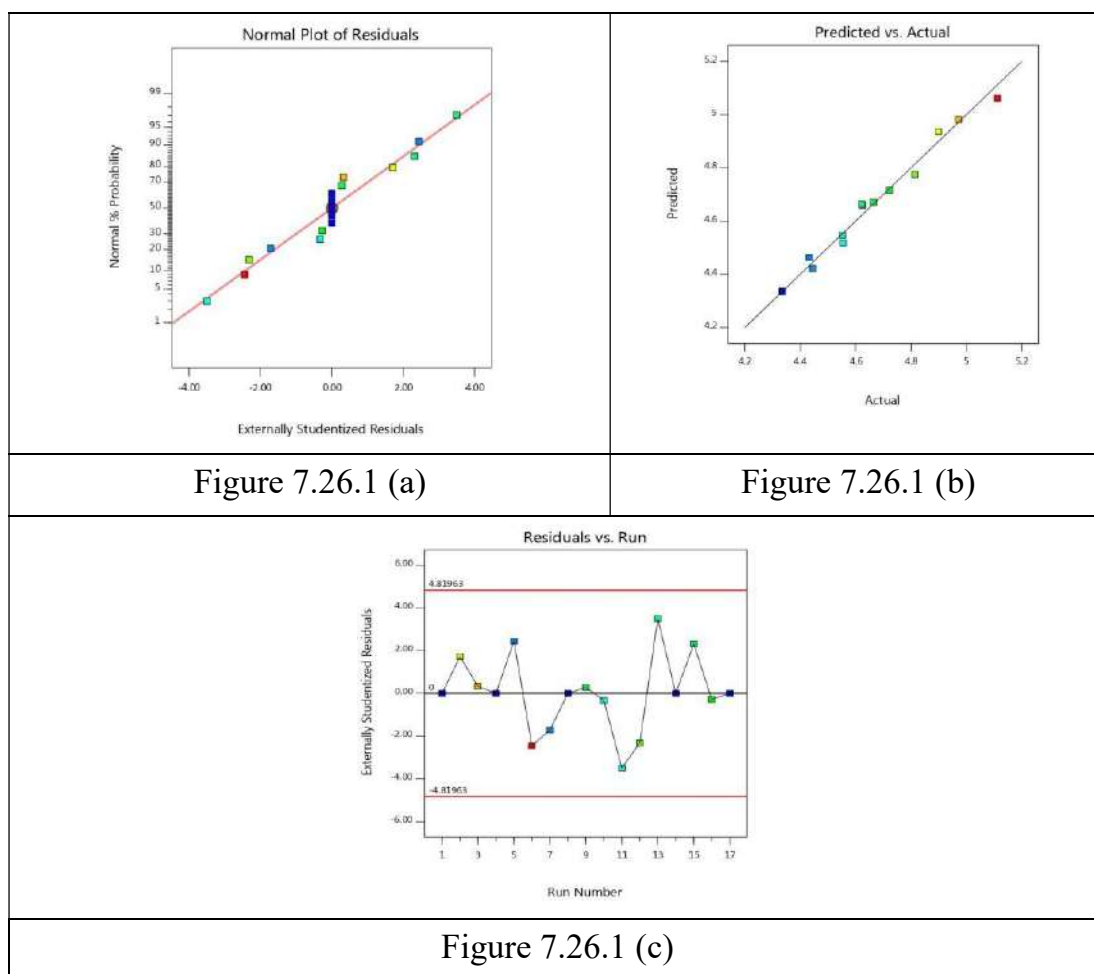 Normal Plot of Residuals
99
95
90
80
70
50
30
20
10
5
1
Normal % Probability
-4.00 -2.00 0.00 2.00 4.00
Externally Studentized Residuals
Predicted vs. Actual
5.2
5
4.8
4.6
4.4
4.2
Predicted
4.2 4.4 4.6 4.8 5 5.2
Actual
Figure 7.26.1 (a)
Figure 7.26.1 (b)
Residuals vs. Run
6.00
4.81963
4.00
2.00
0
0.00
-2.00
-4.00
-4.81963
-6.00
Externally Studentized Residuals
1 3 5 7 9 11 13 15 17
Run Number
Figure 7.26.1 (c)